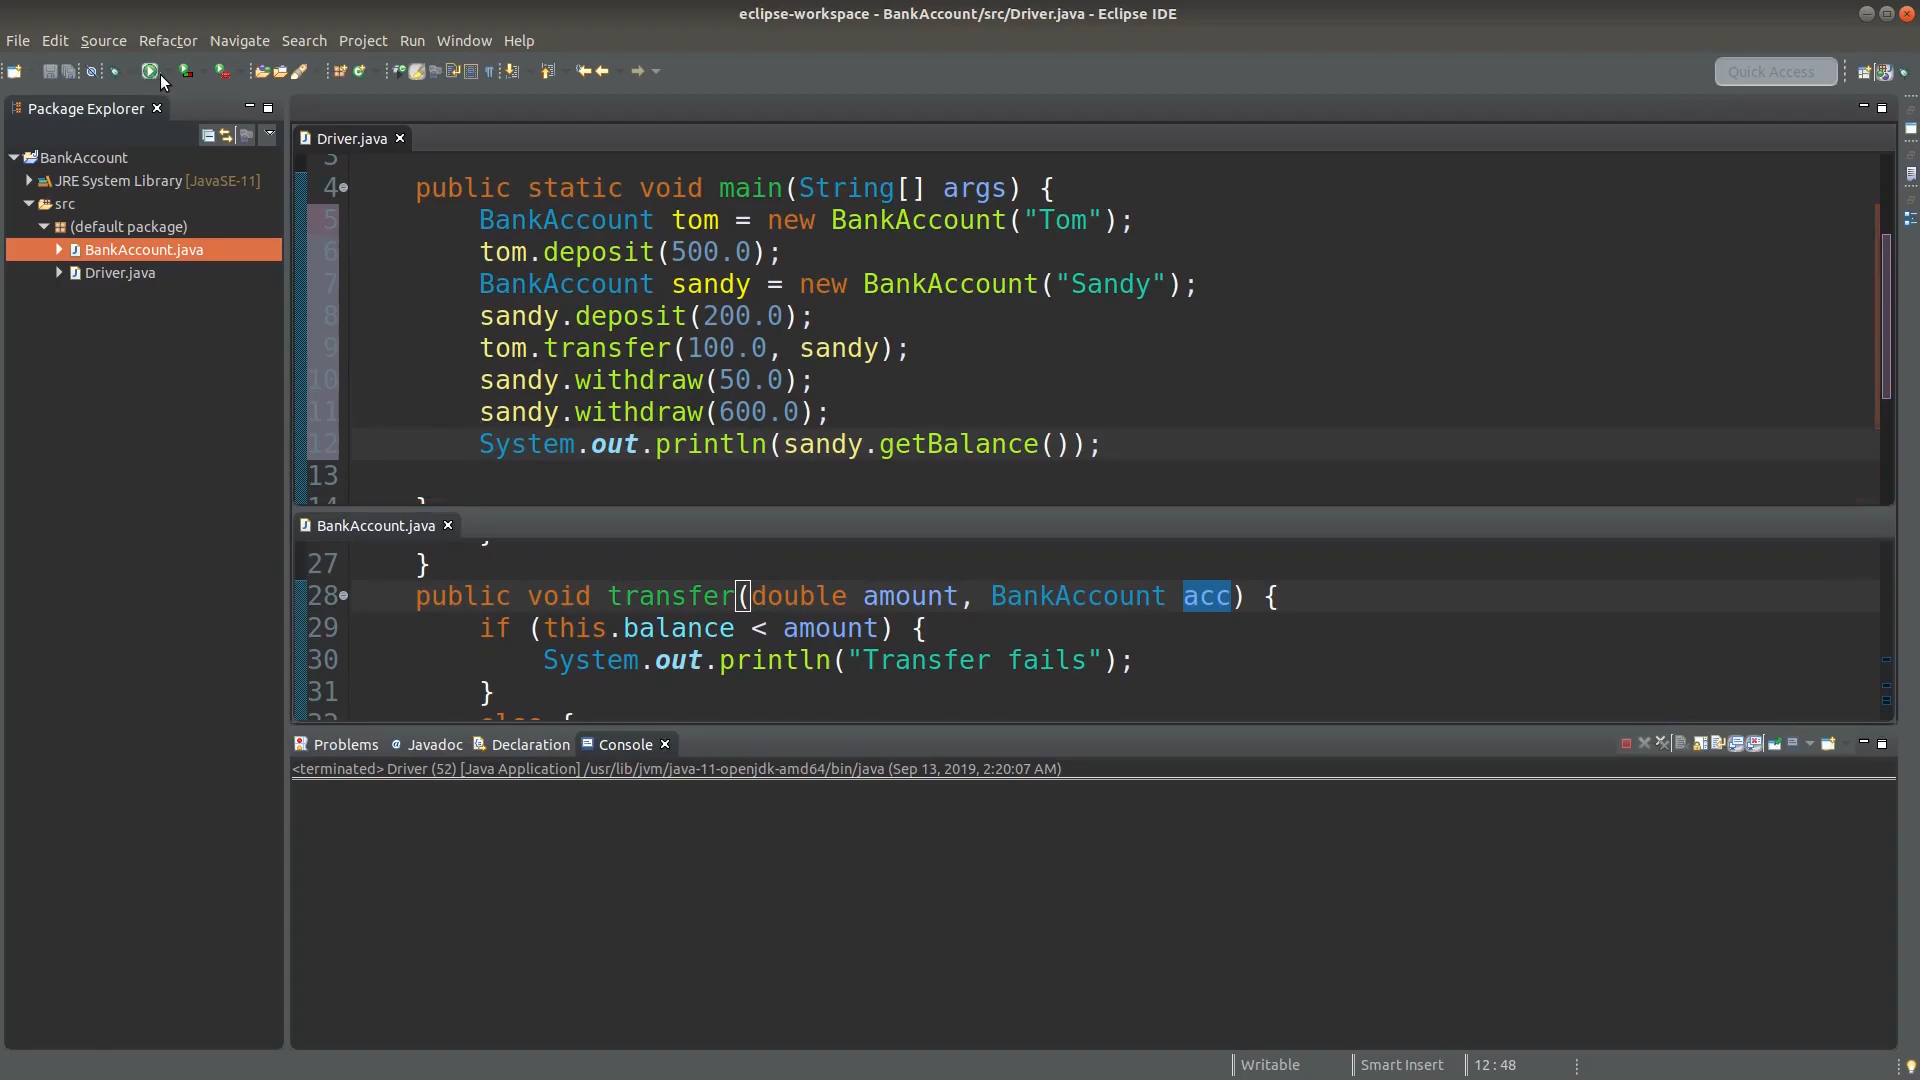 eclipse-workspace - BankAccount/src/Driver.java - Eclipse IDE
File Edit Source Refactor Navigate Search Project Run Window Help
Quick Access
Package Explorer
BankAccount
JRE System Library [JavaSE-11]
src
(default package)
BankAccount.java
Driver.java
Driver.java
3
4 public static void main(String[] args) {
5 BankAccount tom = new BankAccount("Tom");
6 tom.deposit(500.0);
7 BankAccount sandy = new BankAccount("Sandy");
8 sandy.deposit(200.0);
9 tom.transfer(100.0, sandy);
10 sandy.withdraw(50.0);
11 sandy.withdraw(600.0);
12 System.out.println(sandy.getBalance());
13
14 }
BankAccount.java
27 }
28 public void transfer(double amount, BankAccount acc) {
29 if (this.balance < amount) {
30 System.out.println("Transfer fails");
31 }
32 else {
Problems Javadoc Declaration Console
<terminated> Driver (52) [Java Application] /usr/lib/jvm/java-11-openjdk-amd64/bin/java (Sep 13, 2019, 2:20:07 AM)
Writable Smart Insert 12 : 48